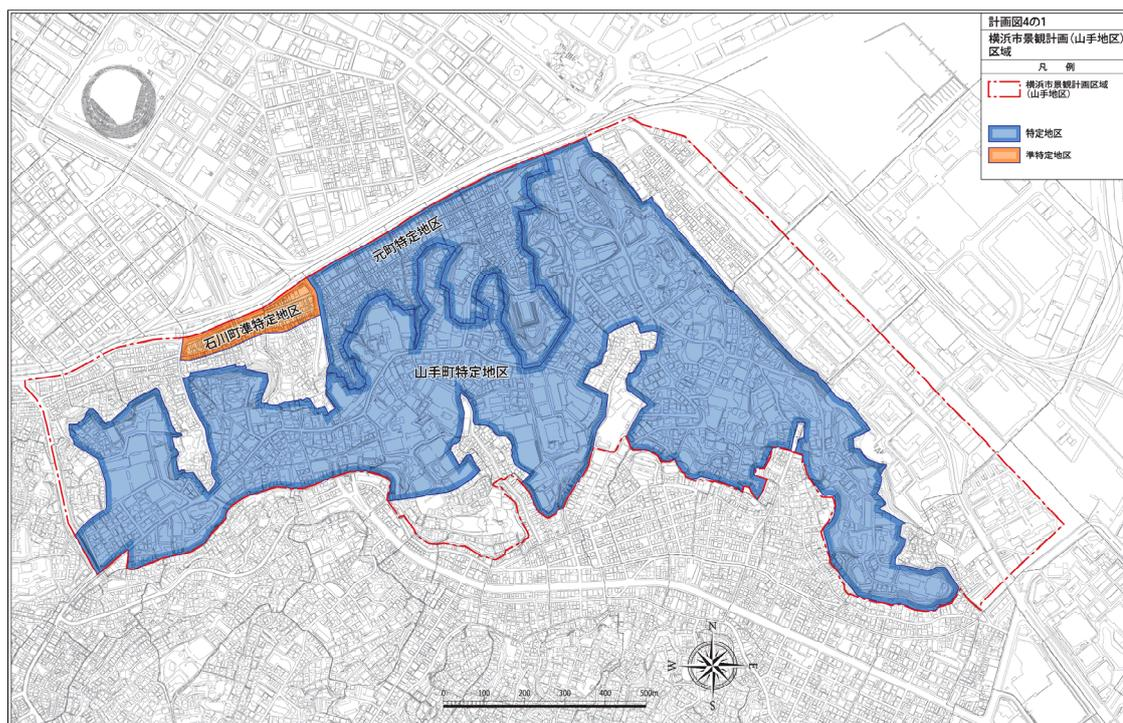 計画図4の1
横浜市景観計画(山手地区)
区域
凡 例
横浜市景観計画区域
(山手地区)
特定地区
準特定地区
元町特定地区
石川町準特定地区
山手町特定地区
N
W
E
S
0 100 200 300 400 500m